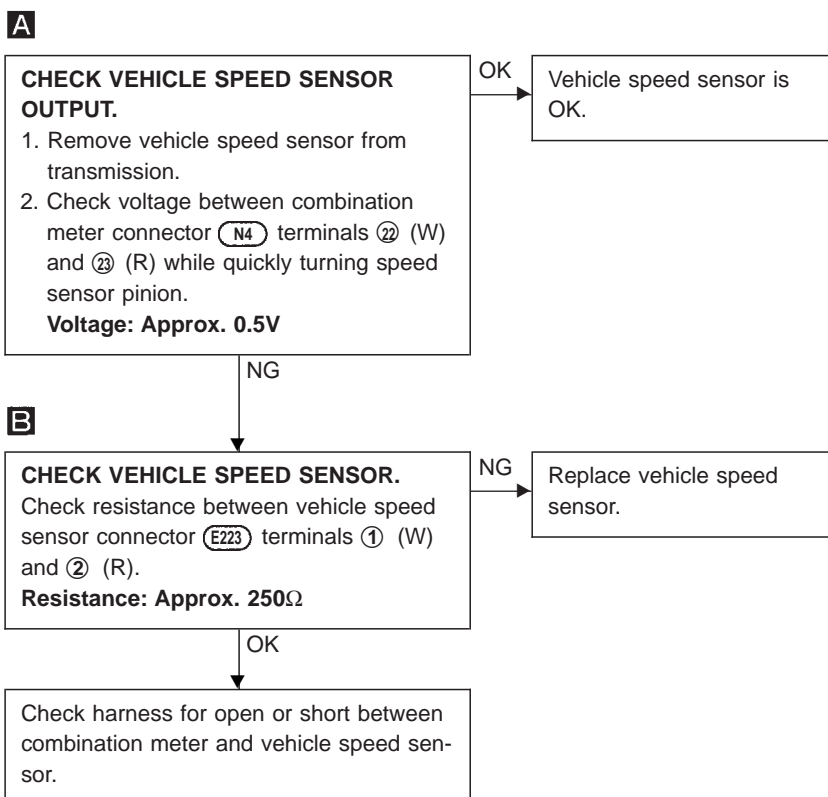 A
CHECK VEHICLE SPEED SENSOR
OUTPUT.
1. Remove vehicle speed sensor from
transmission.
2. Check voltage between combination
meter connector N4 terminals ㉒ (W)
and ㉓ (R) while quickly turning speed
sensor pinion.
Voltage: Approx. 0.5V
OK
Vehicle speed sensor is
OK.
NG
B
CHECK VEHICLE SPEED SENSOR.
Check resistance between vehicle speed
sensor connector E223 terminals ① (W)
and ② (R).
Resistance: Approx. 250Ω
NG
Replace vehicle speed
sensor.
OK
Check harness for open or short between
combination meter and vehicle speed sen-
sor.